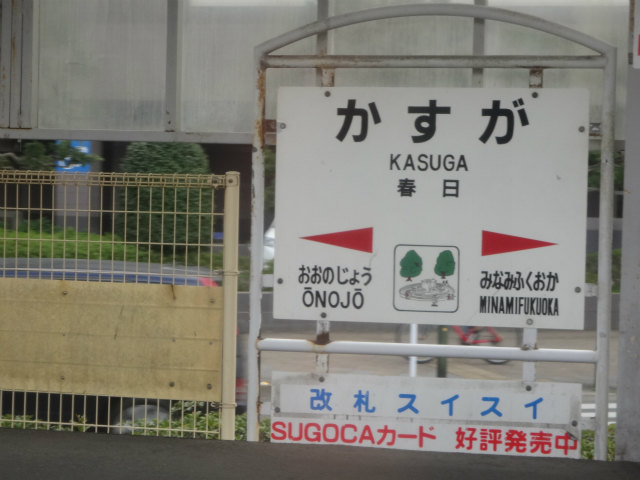 かすが
KASUGA
春日
おおのじょう
ŌNOJŌ
みなみふくおか
MINAMIFUKUOKA
改札スイスイ
SUGOCAカード 好評発売中